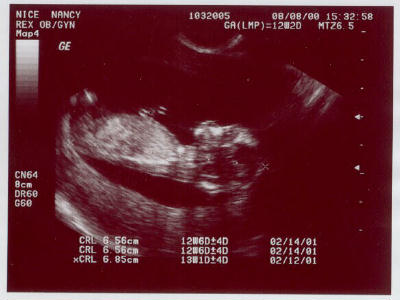 NICE NANCY 1032005 08/08/00 15:32:58
REX OB/GYN GA(LMP)=12W2D MTZ6.5
Map4
GE
CN64
8cm
DR60
G60
CRL 6.56cm 12W6D±4D 02/14/01
CRL 6.56cm 12W6D±4D 02/14/01
xCRL 6.85cm 13W1D±4D 02/12/01